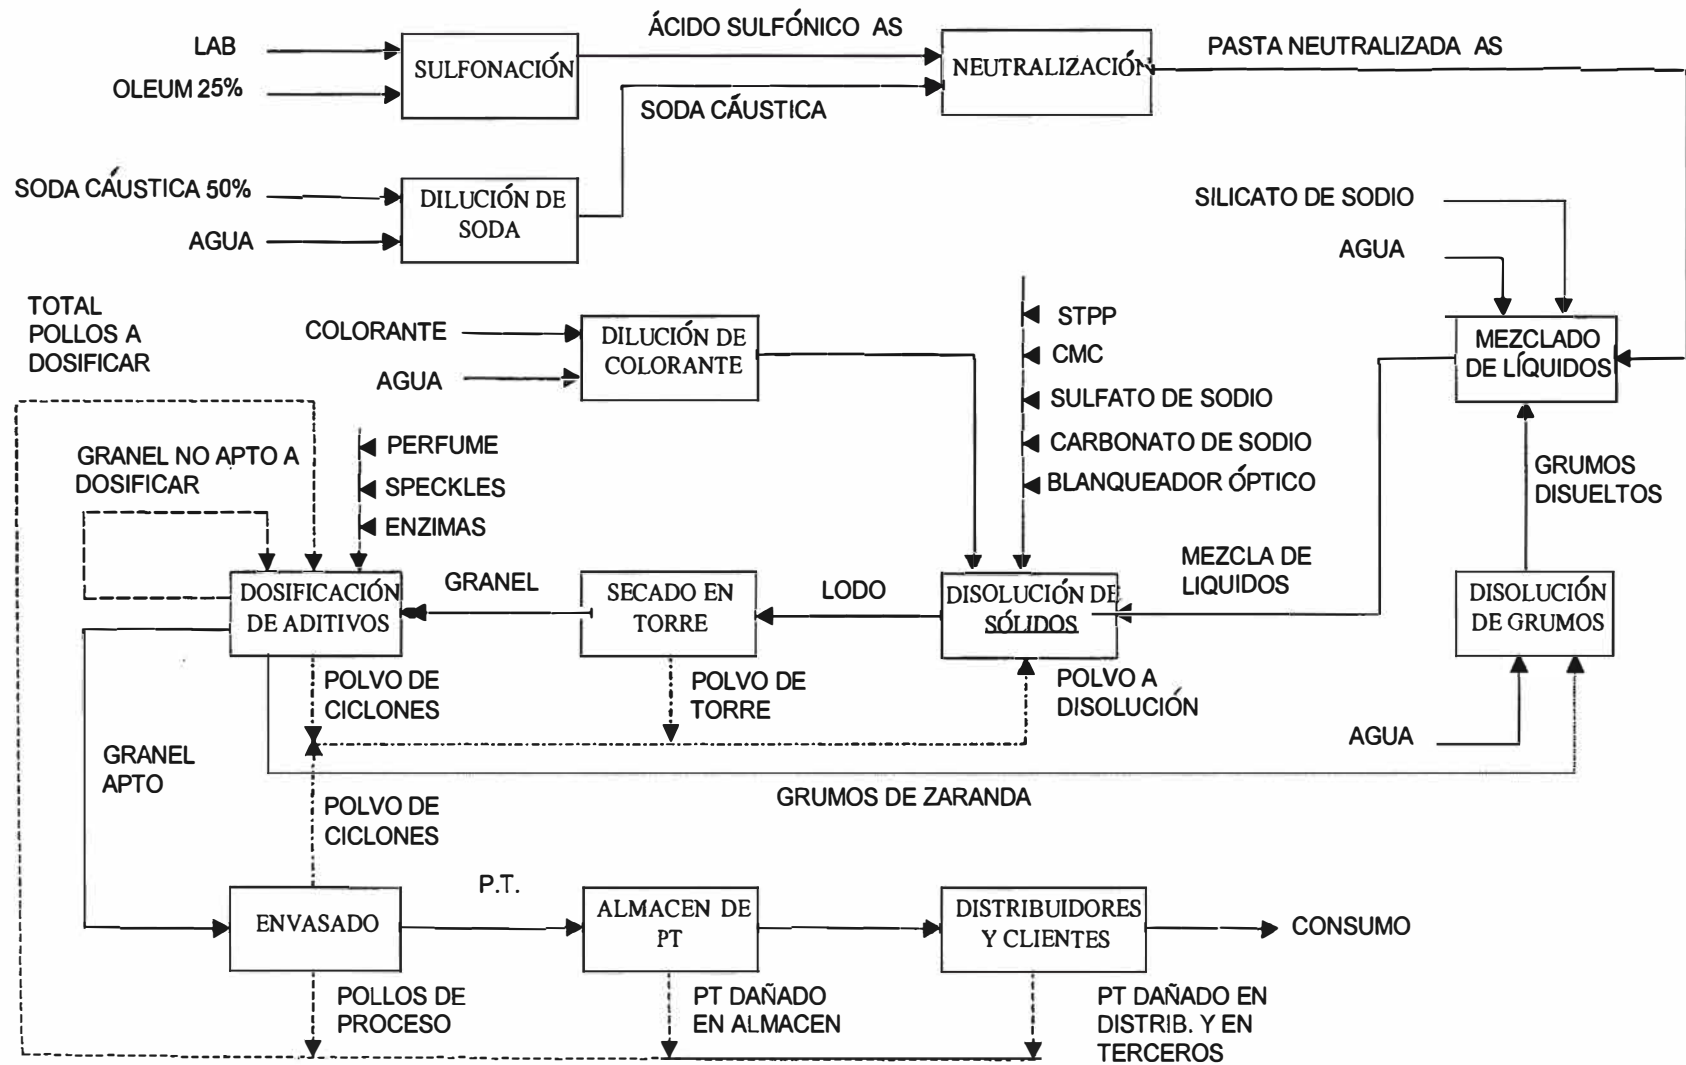 LAB
OLEUM 25%
SULFONACIÓN
ÁCIDO SULFÓNICO AS
SODA CÁUSTICA
NEUTRALIZACIÓN
PASTA NEUTRALIZADA AS
SODA CÁUSTICA 50%
AGUA
DILUCIÓN DE
SODA
SILICATO DE SODIO
AGUA
MEZCLADO
DE LÍQUIDOS
TOTAL
POLLOS A
DOSIFICAR
COLORANTE
AGUA
DILUCIÓN DE
COLORANTE
STPP
CMC
SULFATO DE SODIO
CARBONATO DE SODIO
BLANQUEADOR ÓPTICO
GRANEL NO APTO A
DOSIFICAR
PERFUME
SPECKLES
ENZIMAS
GRUMOS
DISUELTOS
DOSIFICACIÓN
DE ADITIVOS
GRANEL
SECADO EN
TORRE
LODO
DISOLUCIÓN DE
SÓLIDOS
MEZCLA DE
LIQUIDOS
DISOLUCIÓN
DE GRUMOS
POLVO DE
CICLONES
POLVO DE
TORRE
POLVO A
DISOLUCIÓN
AGUA
GRANEL
APTO
GRUMOS DE ZARANDA
POLVO DE
CICLONES
ENVASADO
P.T.
ALMACEN DE
PT
DISTRIBUIDORES
Y CLIENTES
CONSUMO
POLLOS DE
PROCESO
PT DAÑADO
EN ALMACEN
PT DAÑADO EN
DISTRIB. Y EN
TERCEROS